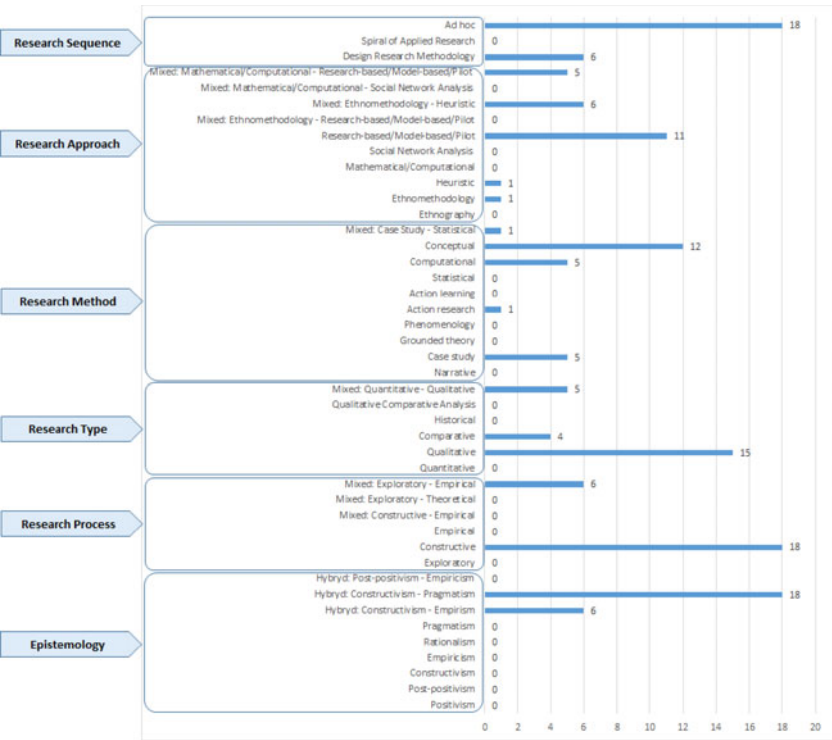 Research Sequence
Ad hoc 18
Spiral of Applied Research 0
Design Research Methodology 6
Research Approach
Mixed: Mathematical/Computational - Research-based/Model-based/Pilot 5
Mixed: Mathematical/Computational - Social Network Analysis 0
Mixed: Ethnomethodology - Heuristic 6
Mixed: Ethnomethodology - Research-based/Model-based/Pilot 0
Research-based/Model-based/Pilot 11
Social Network Analysis 0
Mathematical/Computational 0
Heuristic 1
Ethnomethodology 1
Ethnography 0
Research Method
Mixed: Case Study - Statistical 1
Conceptual 12
Computational 5
Statistical 0
Action learning 0
Action research 1
Phenomenology 0
Grounded theory 0
Case study 5
Narrative 0
Research Type
Mixed: Quantitative - Qualitative 5
Qualitative Comparative Analysis 0
Historical 0
Comparative 4
Qualitative 15
Quantitative 0
Research Process
Mixed: Exploratory - Empirical 6
Mixed: Exploratory - Theoretical 0
Mixed: Constructive - Empirical 0
Empirical 0
Constructive 18
Exploratory 0
Epistemology
Hybryd: Post-positivism - Empiricism 0
Hybryd: Constructivism - Pragmatism 18
Hybryd: Constructivism - Empirism 6
Pragmatism 0
Rationalism 0
Empiricism 0
Constructivism 0
Post-positivism 0
Positivism 0
0 2 4 6 8 10 12 14 16 18 20